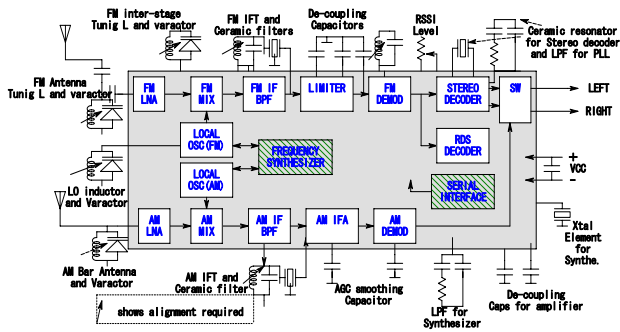 FM inter-stage
Tunig L and varactor
FM IFT and
Ceramic filters
De-coupling
Capacitors
RSSI
Level
Ceramic resonator
for Stereo decoder
and LPF for PLL
FM Antenna
Tunig L and varactor
FM
LNA
FM
MIX
FM IF
BPF
LIMITER
FM
DEMOD
STEREO
DECODER
SW
LEFT
RIGHT
LOCAL
OSC(FM)
FREQUENCY
SYNTHESIZER
RDS
DECODER
LOCAL
OSC(AM)
SERIAL
INTERFACE
+
VCC
-
LO inductor
and Varactor
AM
LNA
AM
MIX
AM IF
BPF
AM IFA
AM
DEMOD
Xtal
Element
for
Synthe.
AM Bar Antenna
and Varactor
AM IFT and
Ceramic filter
AGC smoothing
Capacitor
LPF for
Synthesizer
De-coupling
Caps for amplifier
shows alignment required